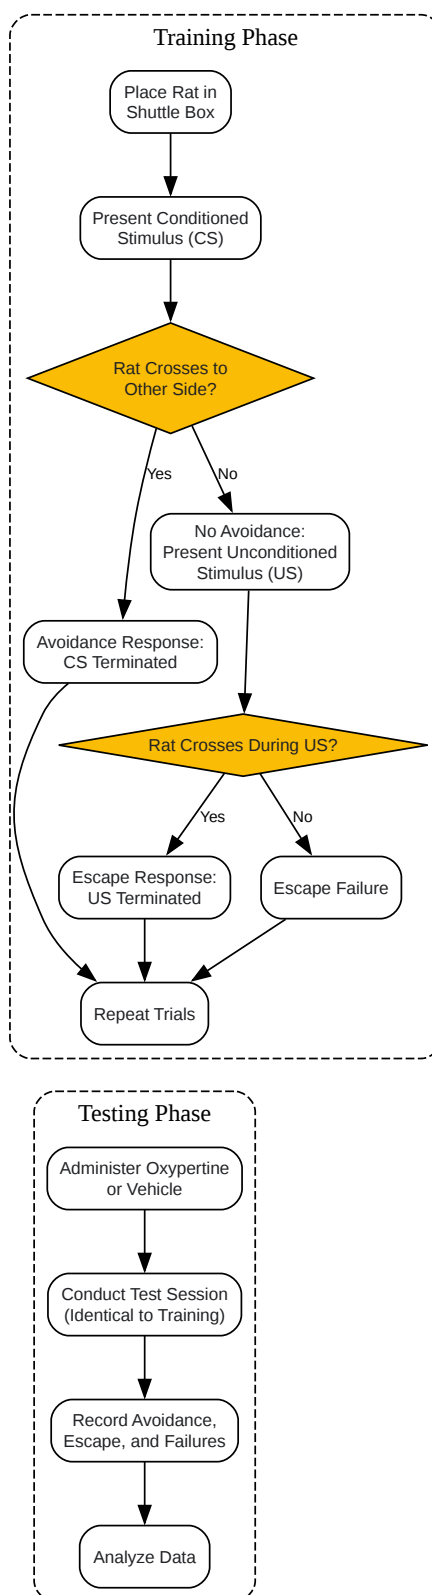 Training Phase
Place Rat in
Shuttle Box
Present Conditioned
Stimulus (CS)
Rat Crosses to
Other Side?
Yes
No
No Avoidance:
Present Unconditioned
Stimulus (US)
Avoidance Response:
CS Terminated
Rat Crosses During US?
Yes
No
Escape Response:
US Terminated
Escape Failure
Repeat Trials
Testing Phase
Administer Oxypertine
or Vehicle
Conduct Test Session
(Identical to Training)
Record Avoidance,
Escape, and Failures
Analyze Data